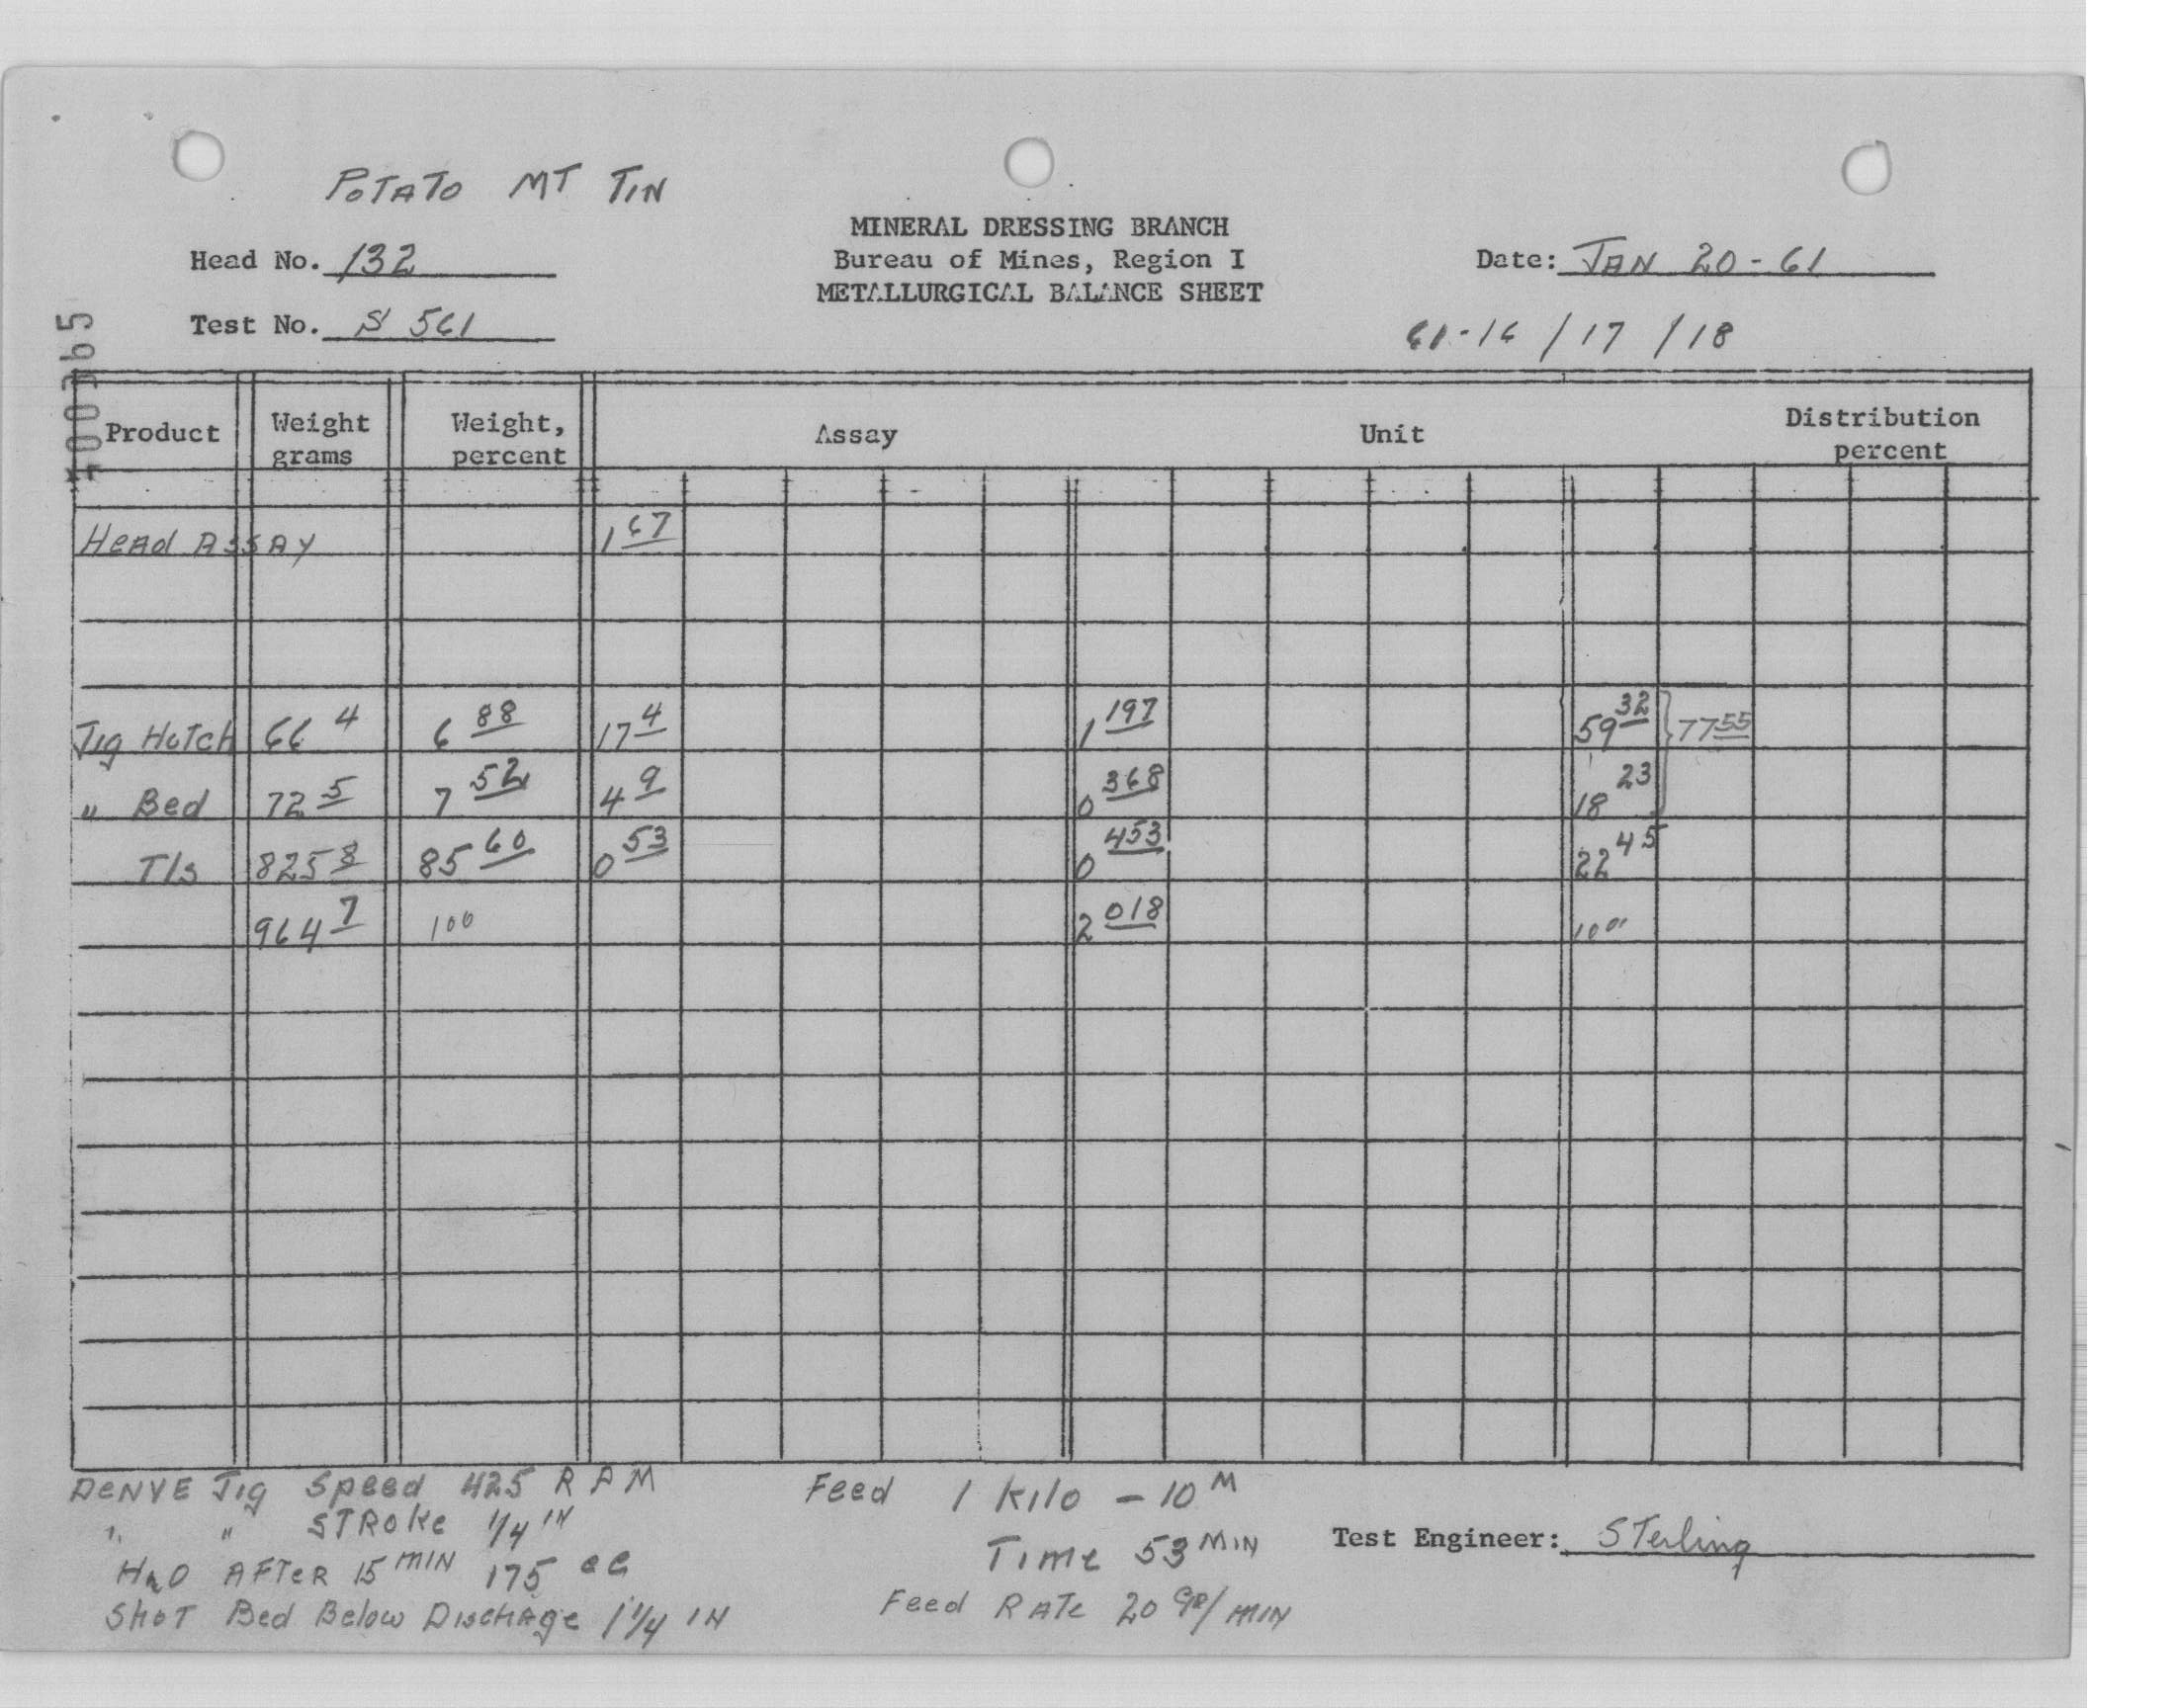 POTATO MT TIN
MINERAL DRESSING BRANCH
Head No. 132 Bureau of Mines, Region I Date: JAN 20-61
METALLURGICAL BALANCE SHEET
Test No. S 561 61-16 / 17 / 18
Product Weight grams Weight, percent Assay Unit Distribution percent
Head ASSAY 1 67
Jig Hutch 66 4 6 88 17 4 1 197 59 32 } 77 55
" Bed 72 5 7 52 4 9 0 368 18 23
Tls 825 8 85 60 0 53 0 453 22 45
964 7 100 2 018 100
DENVE Jig Speed 425 RPM Feed 1 Kilo - 10 M
" " STROKE 1/4 IN
Time 53 MIN Test Engineer: Sterling
H2O AFTER 15 MIN 175 cc
SHOT Bed Below DischAge 1 1/4 IN Feed RATE 20 gr/MIN